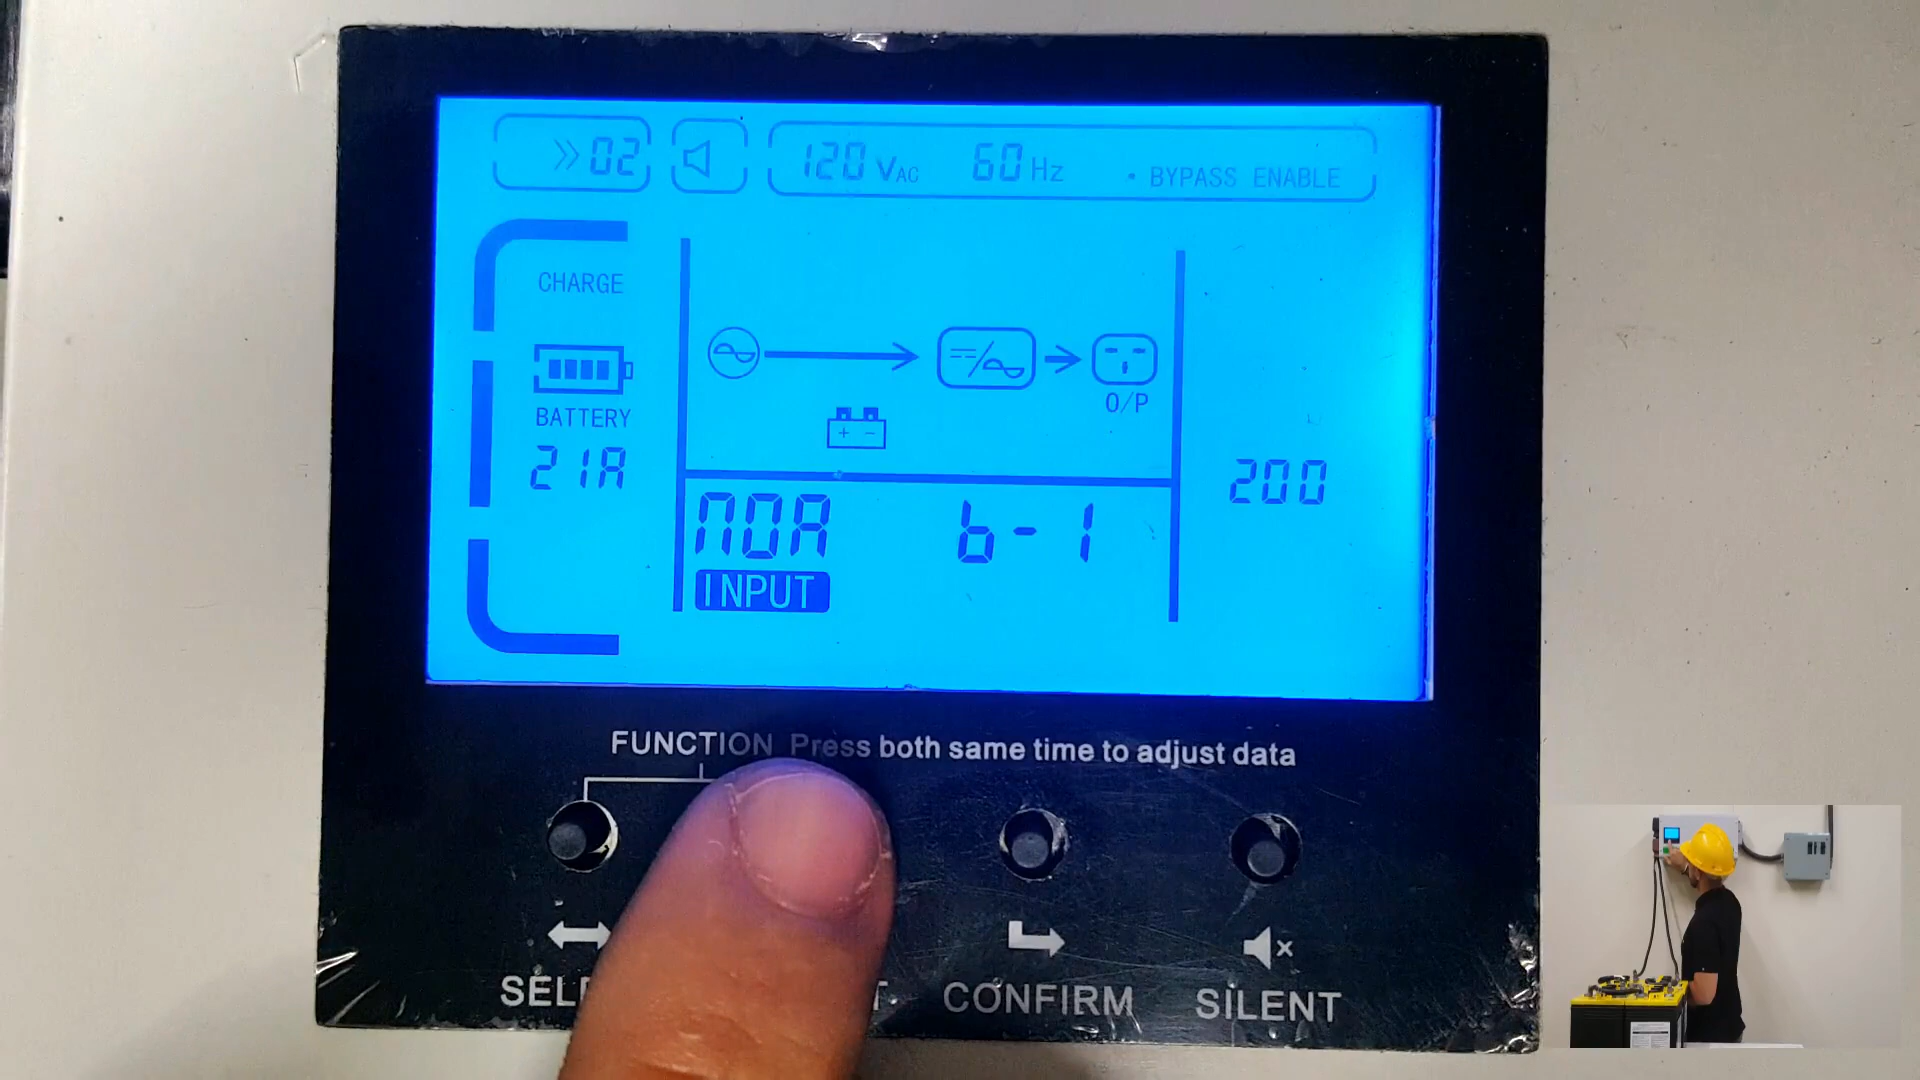 02 120 VAC 60 Hz • BYPASS ENABLE
CHARGE
O/P
BATTERY
21A
200
NOA b-1
INPUT
FUNCTION Press both same time to adjust data
CONFIRM SILENT